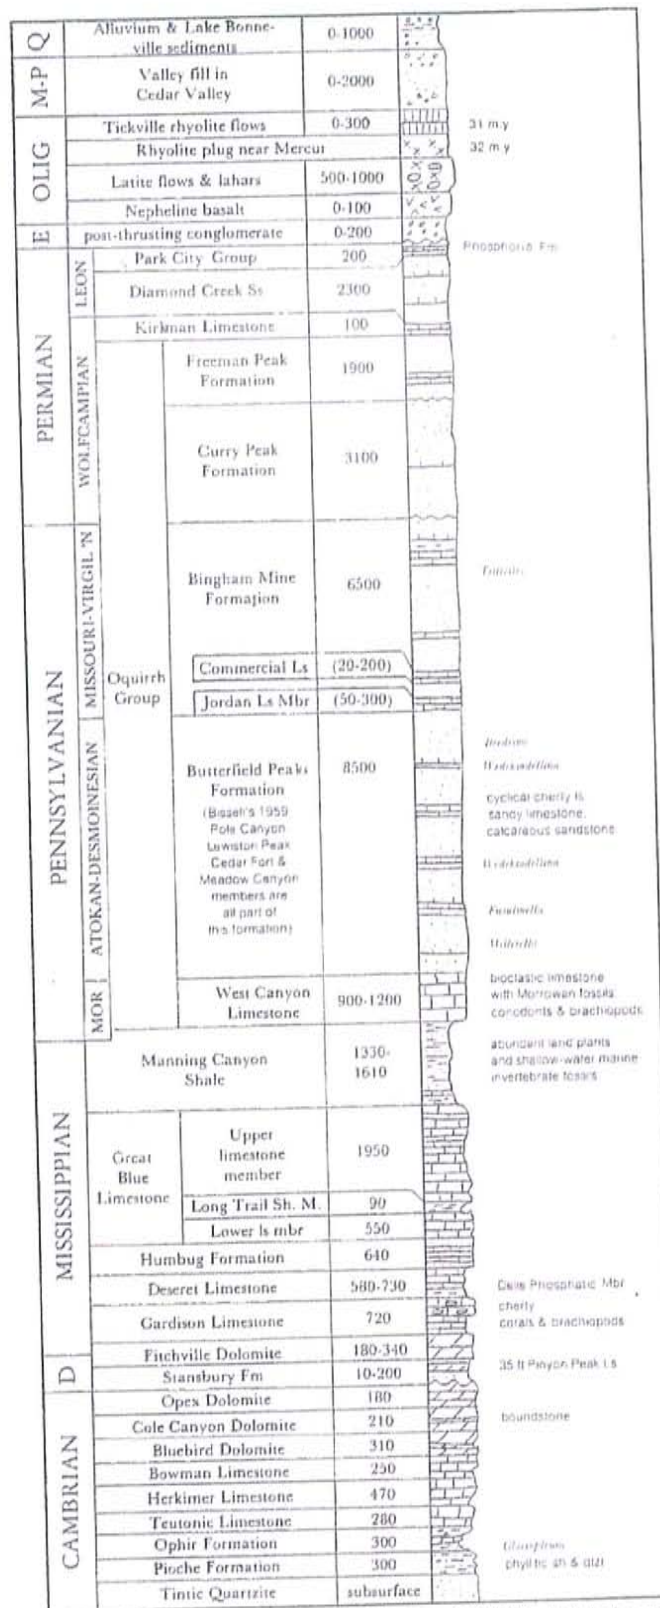 Q
Alluvium & Lake Bonne-
ville sediments
0-1000
M-P
Valley fill in
Cedar Valley
0-2000
OLIG
Tickville rhyolite flows
0-300
31 m.y
Rhyolite plug near Mercur
32 m.y
Latite flows & lahars
500-1000
Nepheline basalt
0-100
E
post-thrusting conglomerate
0-200
Phosphoria Fm
PERMIAN
LEON
Park City Group
200
Diamond Creek Ss
2300
WOLFCAMPIAN
Kirkman Limestone
100
Freeman Peak
Formation
1900
Curry Peak
Formation
3100
PENNSYLVANIAN
MISSOURI-VIRGIL'N
Oquirrh
Group
Bingham Mine
Formation
6500
Commercial Ls
(20-200)
Jordan Ls Mbr
(50-300)
ATOKAN-DESMOINESIAN
Butterfield Peaks
Formation
8500
(Bissell's 1959
Pole Canyon
Lewiston Peak
Cedar Fort &
Meadow Canyon
members are
all part of
this formation)
Wedekindellina
cyclical cherty ls
sandy limestone,
calcareous sandstone
Wedekindellina
Fusulinella
MOR
West Canyon
Limestone
900-1200
bioclastic limestone
with Morrowan fossils
conodonts & brachiopods
MISSISSIPPIAN
Manning Canyon
Shale
1330-
1610
abundant land plants
and shallow-water marine
invertebrate fossils
Great
Blue
Limestone
Upper
limestone
member
1950
Long Trail Sh. M.
90
Lower ls mbr
550
Humbug Formation
640
Deseret Limestone
580-730
Delle Phosphatic Mbr
Gardison Limestone
720
cherty
corals & brachiopods
Fitchville Dolomite
180-340
D
Stansbury Fm
10-200
35 ft Pinyon Peak Ls
CAMBRIAN
Opex Dolomite
180
Cole Canyon Dolomite
210
boundstone
Bluebird Dolomite
310
Bowman Limestone
250
Herkimer Limestone
470
Teutonic Limestone
280
Ophir Formation
300
Glossopleura
Pioche Formation
300
phyllitic sh & qtzt
Tintic Quartzite
subsurface